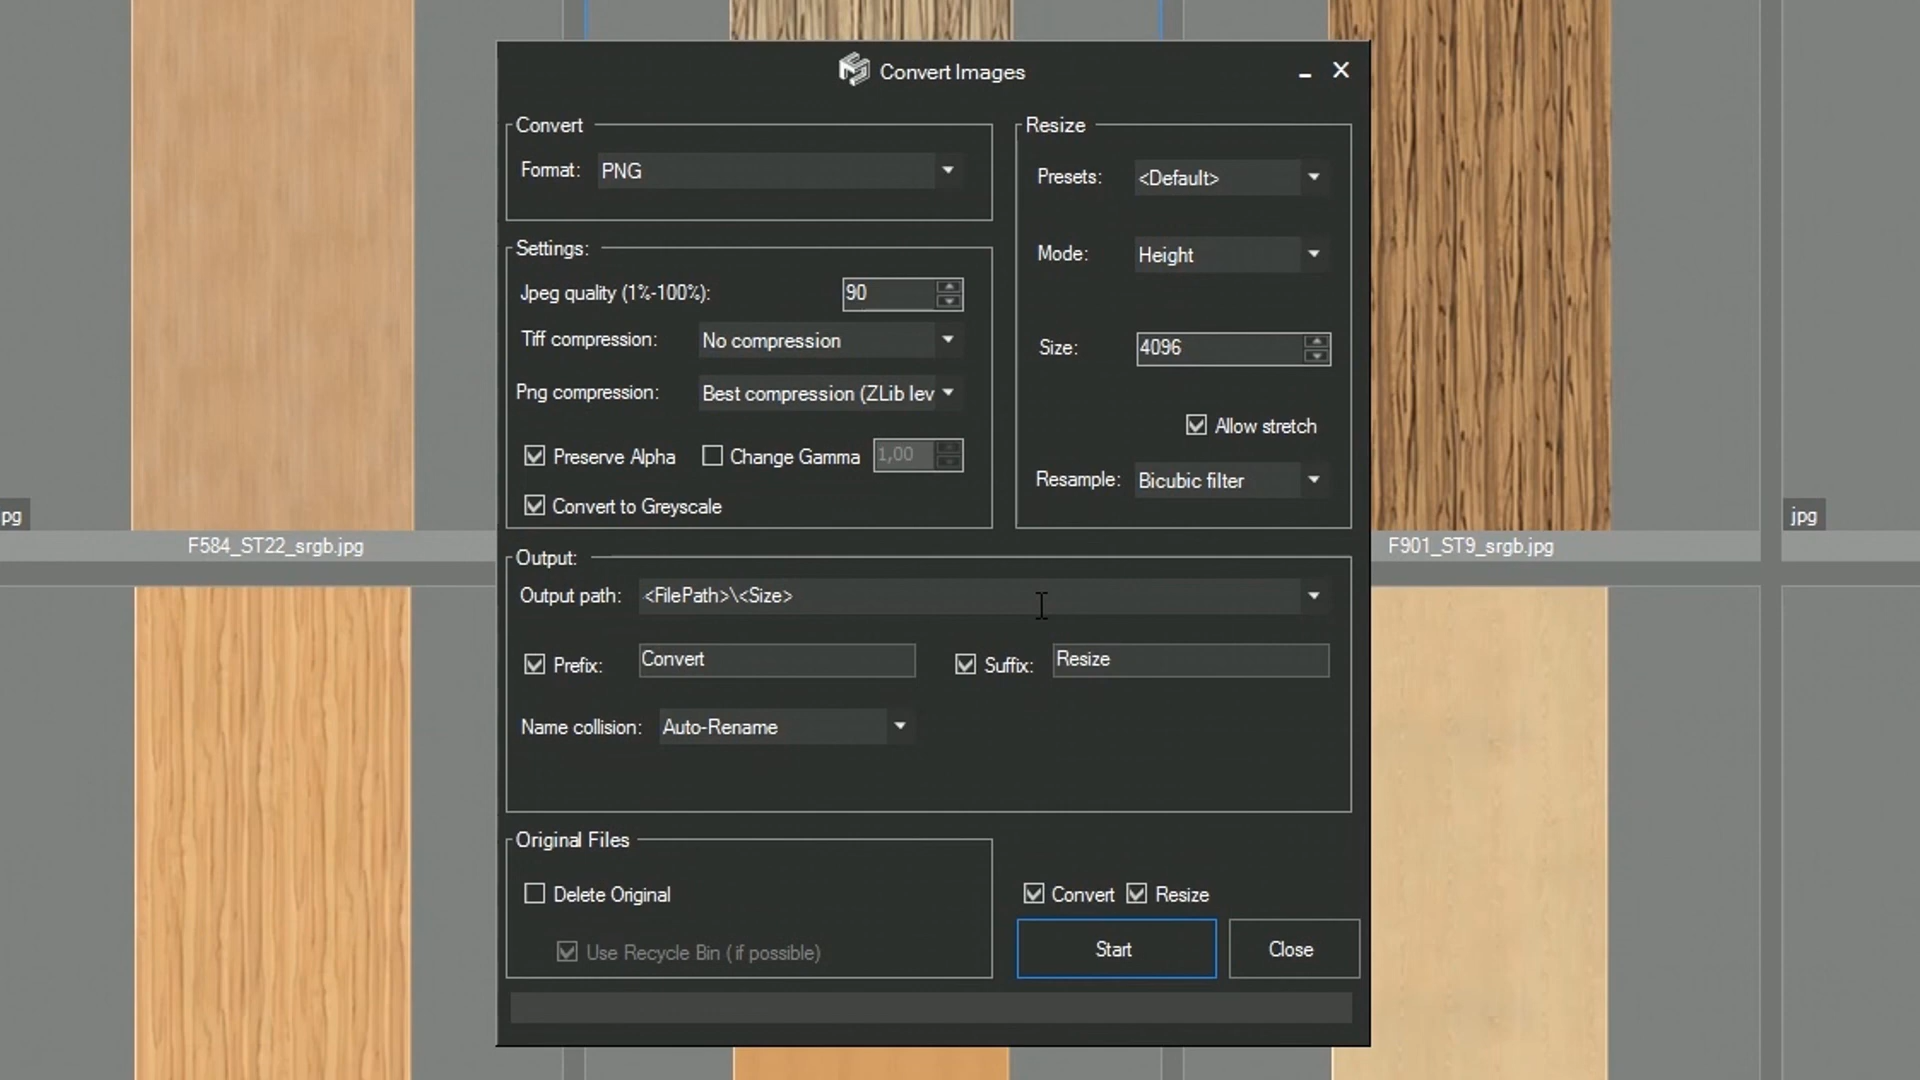 Convert Images
Convert
Format: PNG
Resize
Presets: <Default>
Mode: Height
Size: 4096
Allow stretch
Resample: Bicubic filter
Settings:
Jpeg quality (1%-100%): 90
Tiff compression: No compression
Png compression: Best compression (ZLib lev
Preserve Alpha Change Gamma 1,00
Convert to Greyscale
pg
F584_ST22_srgb.jpg
F901_ST9_srgb.jpg
jpg
Output:
Output path: <FilePath>\<Size>
Prefix: Convert Suffix: Resize
Name collision: Auto-Rename
Original Files
Delete Original
Use Recycle Bin (if possible)
Convert Resize
Start Close